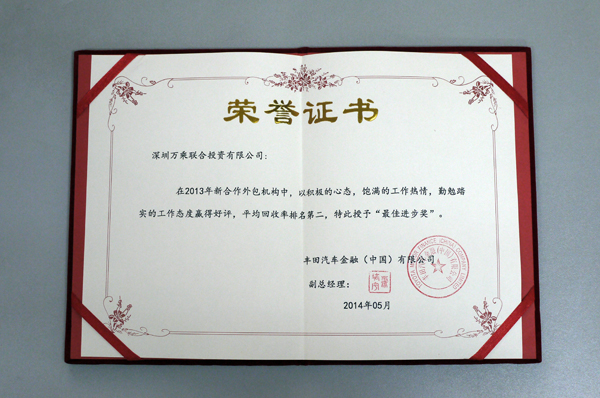 荣誉证书
深圳万乘联合投资有限公司:
在2013年新合作外包机构中,以积极的心态,饱满的工作热情,勤勉踏
实的工作态度赢得好评,平均回收率排名第二,特此授予“最佳进步奖”。
丰田汽车金融(中国)有限公司
副总经理:
2014年05月